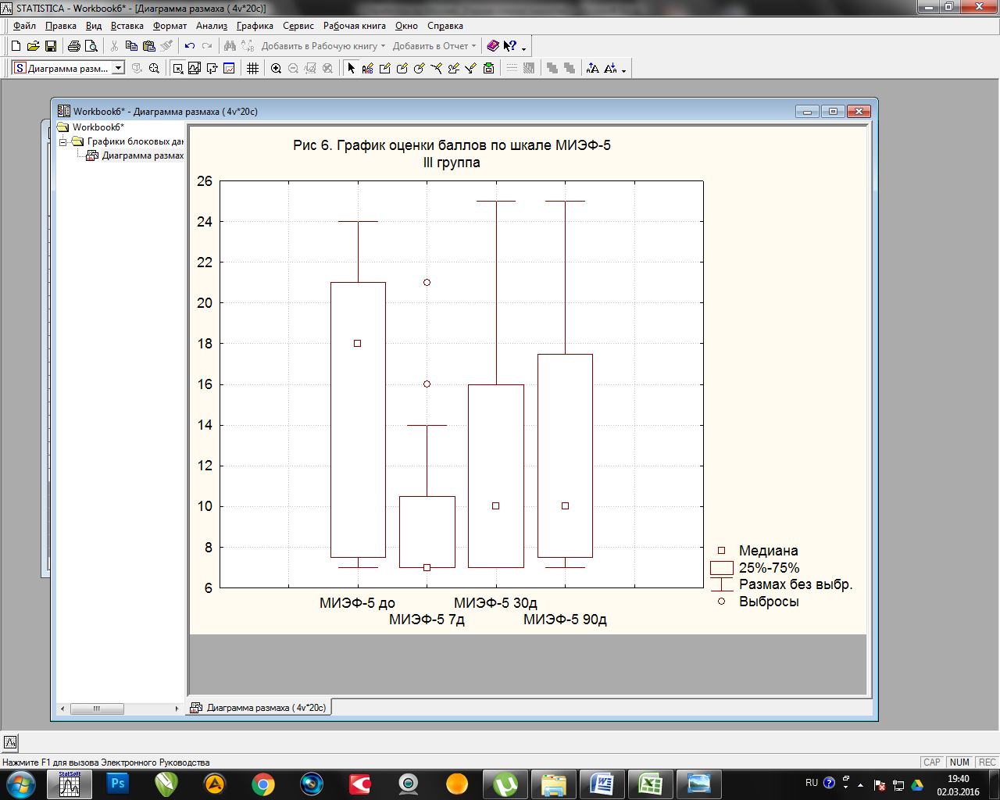 STATISTICA - Workbook6* - [Диаграмма размаха ( 4v*20c)]
Файл Правка Вид Вставка Формат Анализ Графика Сервис Рабочая книга Окно Справка
Добавить в Рабочую книгу Добавить в Отчет
Диаграмма разм...
Workbook6* - Диаграмма размаха ( 4v*20c)
Workbook6*
Графики блоковых дан
Диаграмма размах
Рис 6. График оценки баллов по шкале МИЭФ-5
III группа
26
24
22
20
18
16
14
12
10
8
6
МИЭФ-5 до
МИЭФ-5 7д
МИЭФ-5 30д
МИЭФ-5 90д
Медиана
25%-75%
Размах без выбр.
Выбросы
Диаграмма размаха ( 4v*20c)
Нажмите F1 для вызова Электронного Руководства
CAP NUM REC
StatSoft
Ps
RU
19:40
02.03.2016